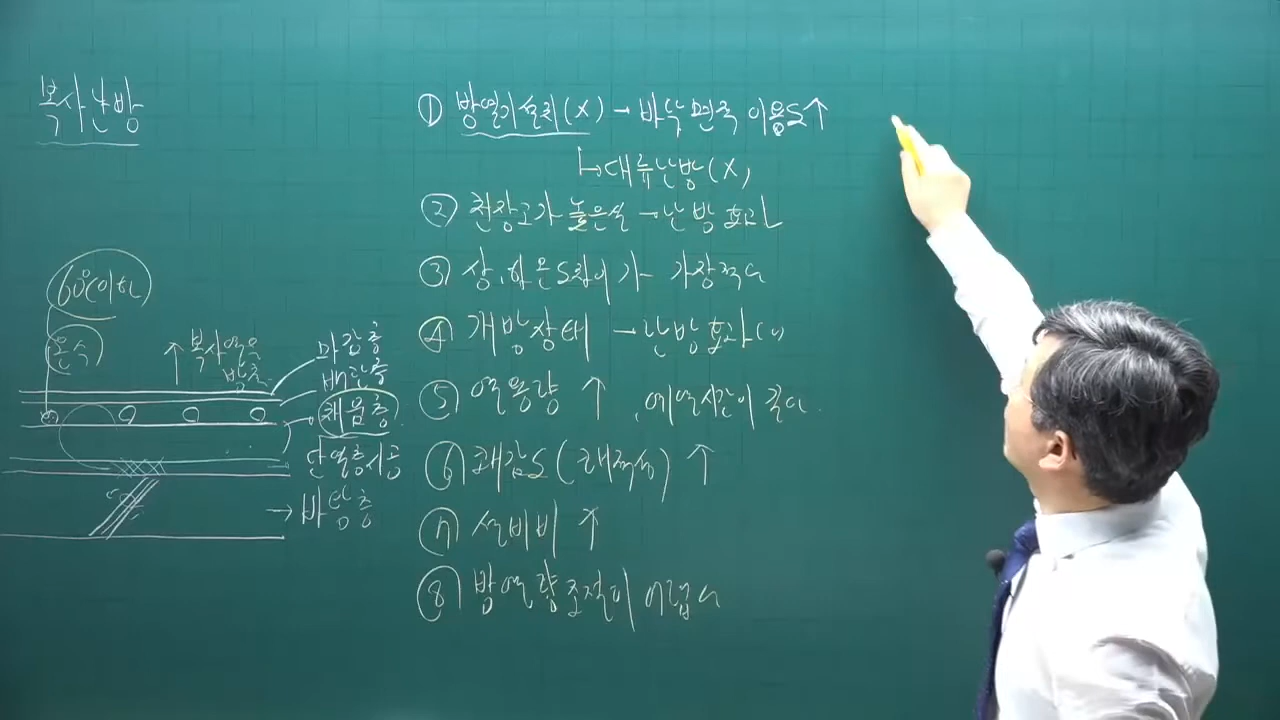 복사난방
① 방열기설치(X) → 바닥면적 이용도↑
↳대류난방(X)
② 천장고가 높은실 → 난방효과
③ 상,하 온도차이가 가장적다
④ 개방상태 → 난방효과(0)
⑤ 열용량 ↑ , 예열시간이 길다.
⑥ 쾌감도(쾌적성) ↑
⑦ 설비비 ↑
⑧ 방열량조절이 어렵다
60℃이하
온수
↑ 복사열로
방출
마감층
배관층
채움층
단열층시공
→ 바탕층